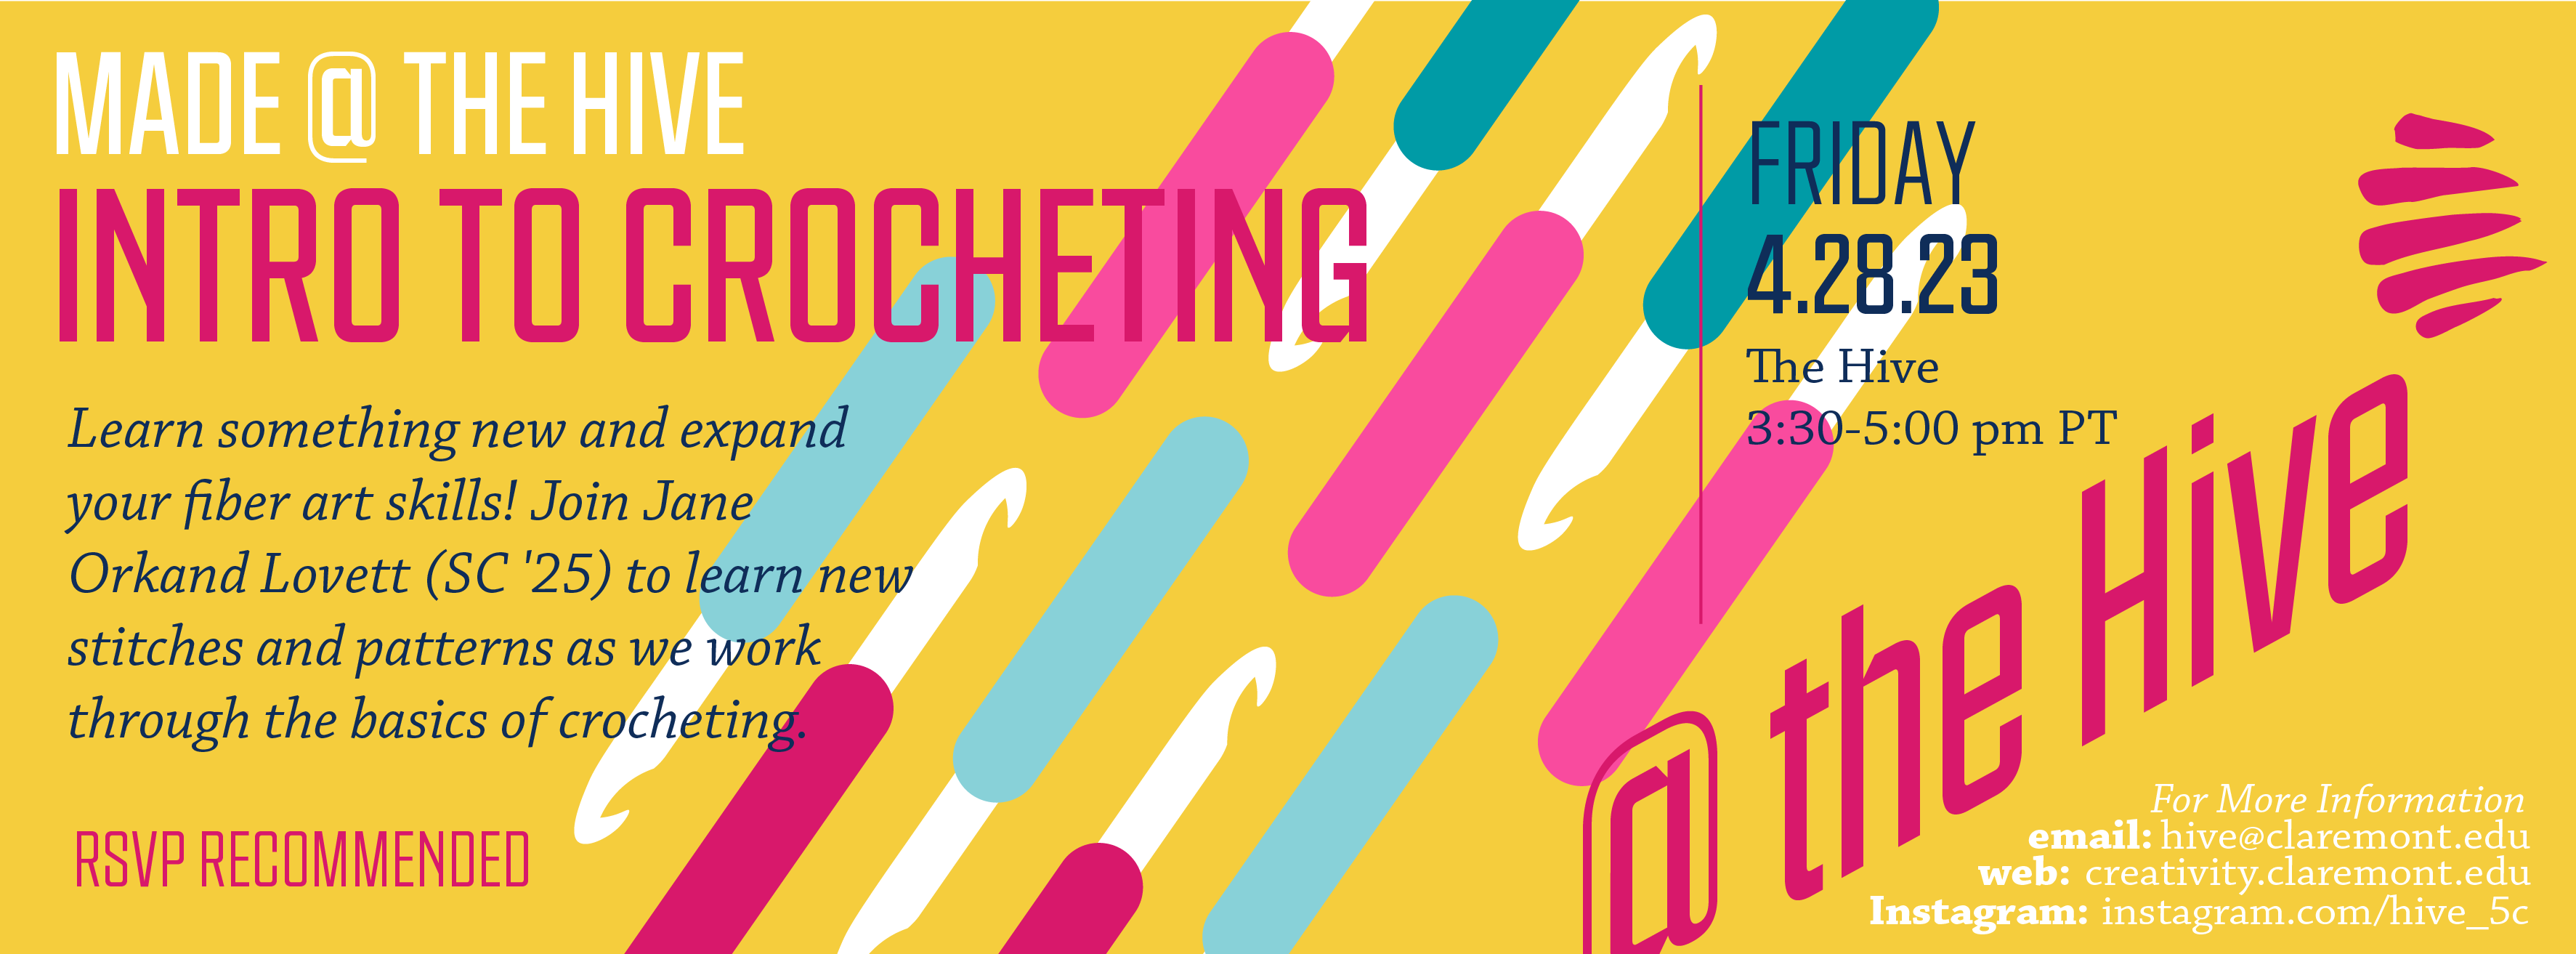 MADE @ THE HIVE
INTRO TO CROCHETING
Learn something new and expand
your fiber art skills! Join Jane
Orkand Lovett (SC '25) to learn new
stitches and patterns as we work
through the basics of crocheting.
RSVP RECOMMENDED
FRIDAY
4.28.23
The Hive
3:30-5:00 pm PT
@ the Hive
For More Information
email: hive@claremont.edu
web: creativity.claremont.edu
Instagram: instagram.com/hive_5c